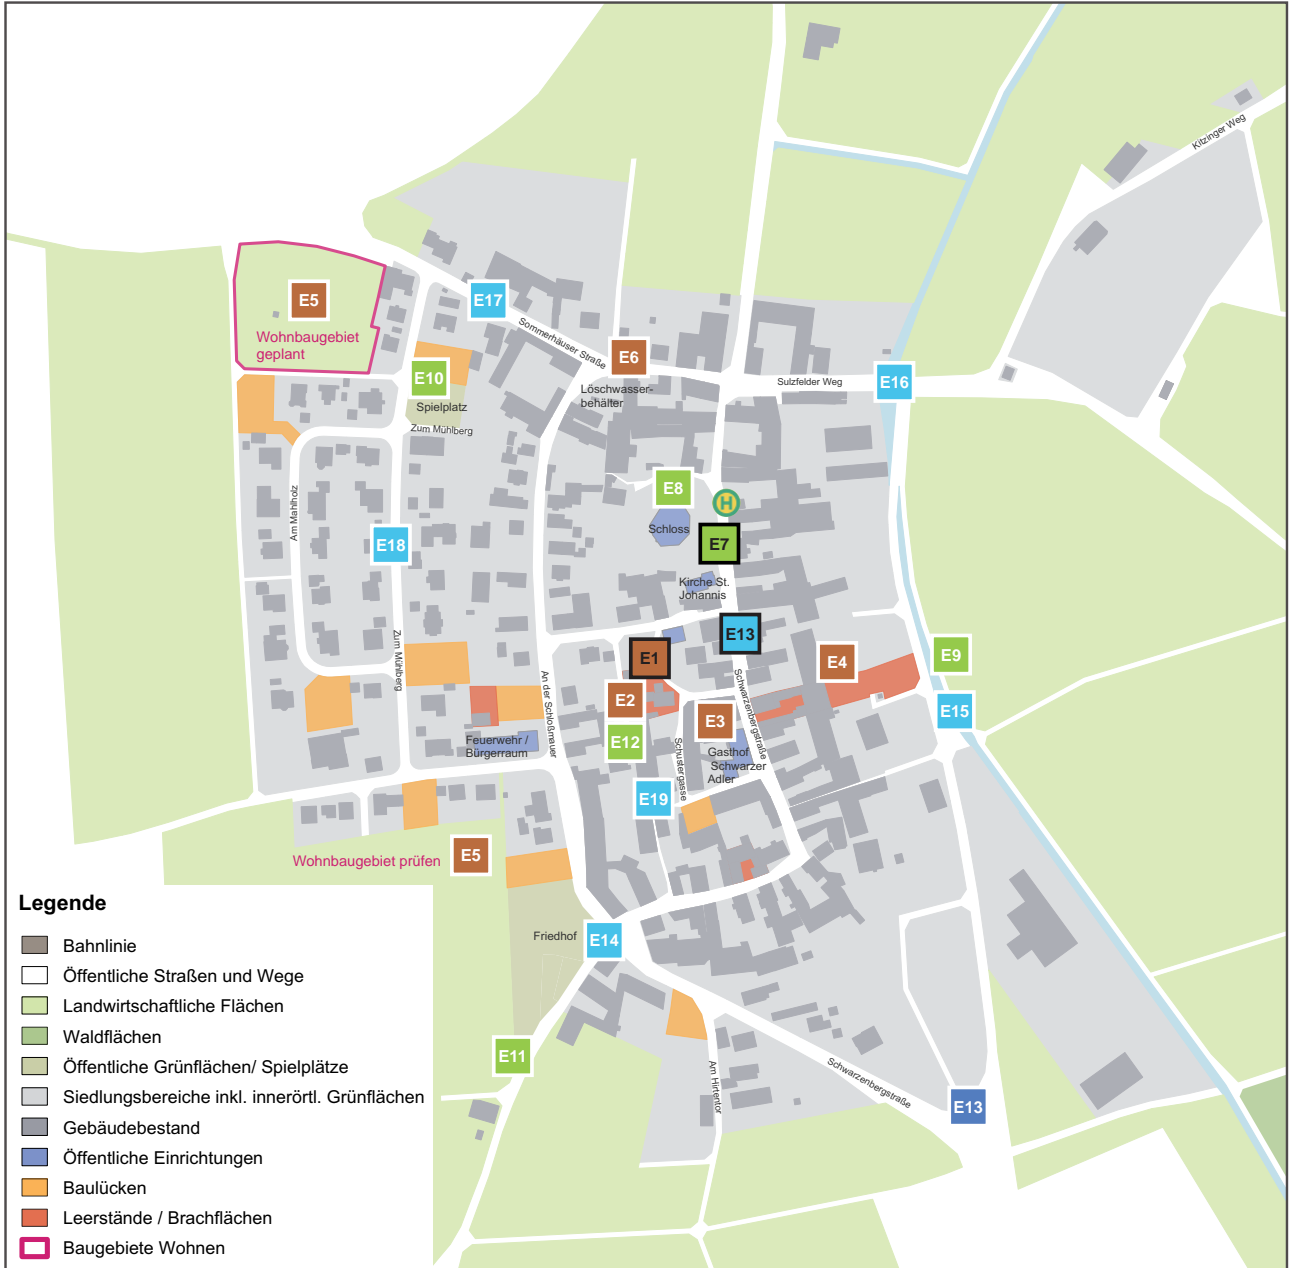 Kitzinger Weg
E5
Wohnbaugebiet
geplant
E17
Sommerhäuser Straße
E6
Löschwasser-
behälter
Sulzfelder Weg
E16
E10
Spielplatz
Zum Mühlberg
Am Mahlholz
E18
E8
H
Schloss
E7
Kirche St.
Johannis
E13
E1
E4
E9
Zum Mühlberg
An der Schloßmauer
E2
E3
Schwarzenbergstraße
E15
Feuerwehr /
Bürgerraum
E12
Schustergasse
Gasthof
Schwarzer
Adler
E19
Wohnbaugebiet prüfen
E5
Friedhof
E14
E11
Am Hirtentor
Schwarzenbergstraße
E13
Legende
Bahnlinie
Öffentliche Straßen und Wege
Landwirtschaftliche Flächen
Waldflächen
Öffentliche Grünflächen/ Spielplätze
Siedlungsbereiche inkl. innerörtl. Grünflächen
Gebäudebestand
Öffentliche Einrichtungen
Baulücken
Leerstände / Brachflächen
Baugebiete Wohnen